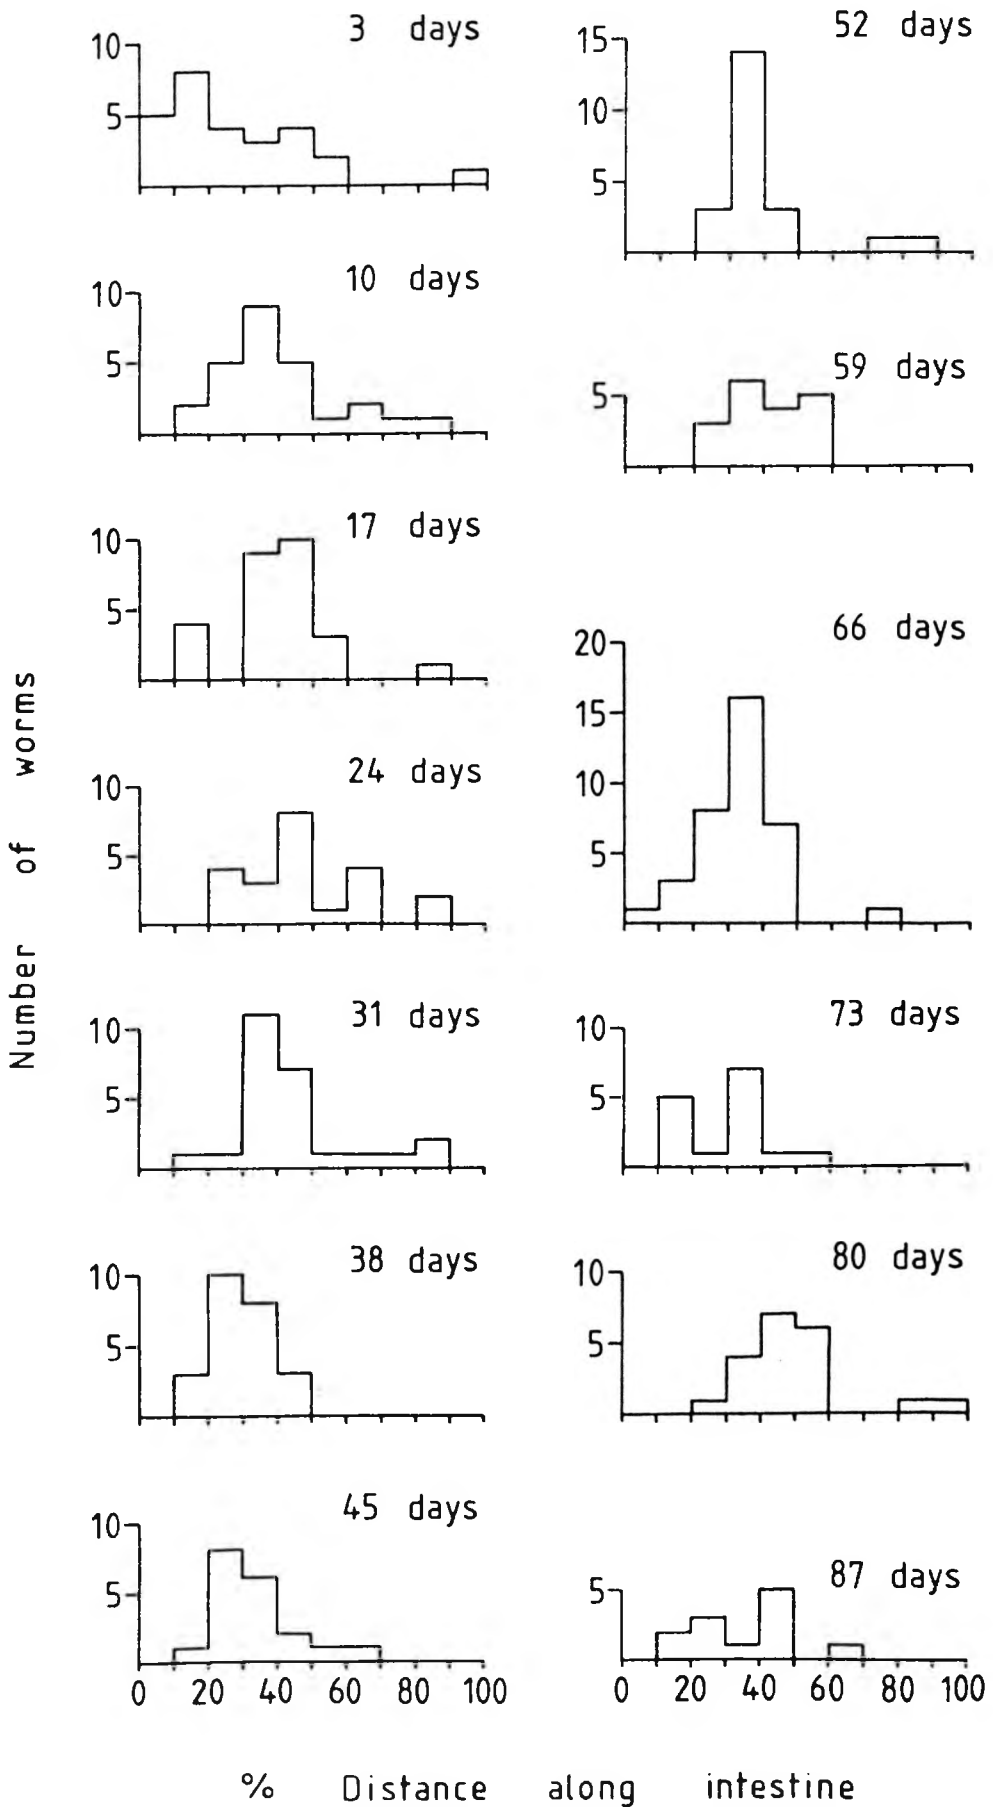 3 days
10
5
10 days
10
5
17 days
10
5
24 days
10
5
31 days
10
5
38 days
10
5
45 days
10
5
0 20 40 60 80 100
52 days
15
10
5
59 days
5
66 days
20
15
10
5
73 days
10
5
80 days
10
5
87 days
5
0 20 40 60 80 100
Number of worms
% Distance along intestine